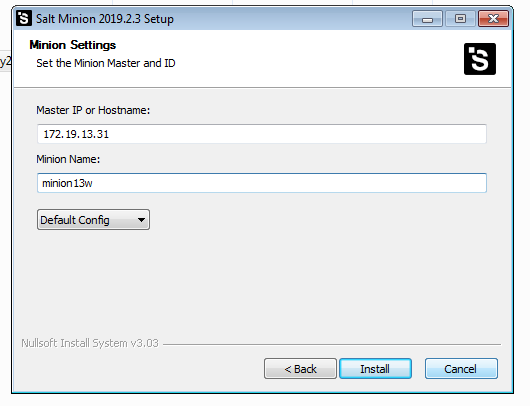 Salt Minion 2019.2.3 Setup
Minion Settings
Set the Minion Master and ID
y2
Master IP or Hostname:
172.19.13.31
Minion Name:
minion13w
Default Config
Nullsoft Install System v3.03
< Back Install Cancel